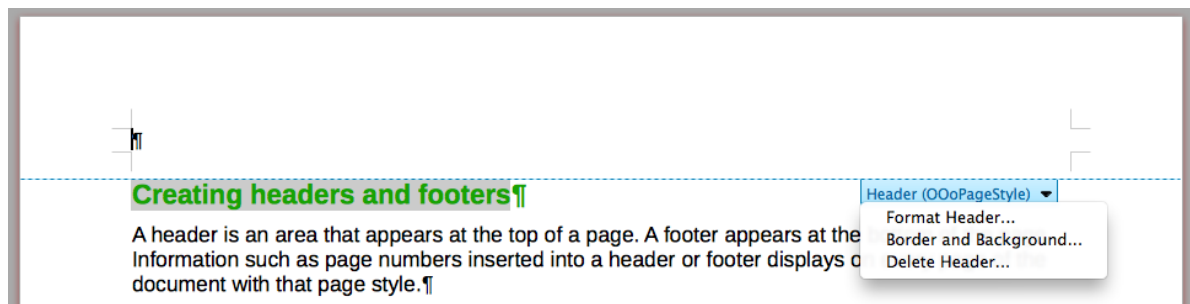 ¶
Creating headers and footers¶
Header (OOoPageStyle)
Format Header...
A header is an area that appears at the top of a page. A footer appears at the
Border and Background...
Information such as page numbers inserted into a header or footer displays
Delete Header...
document with that page style.¶